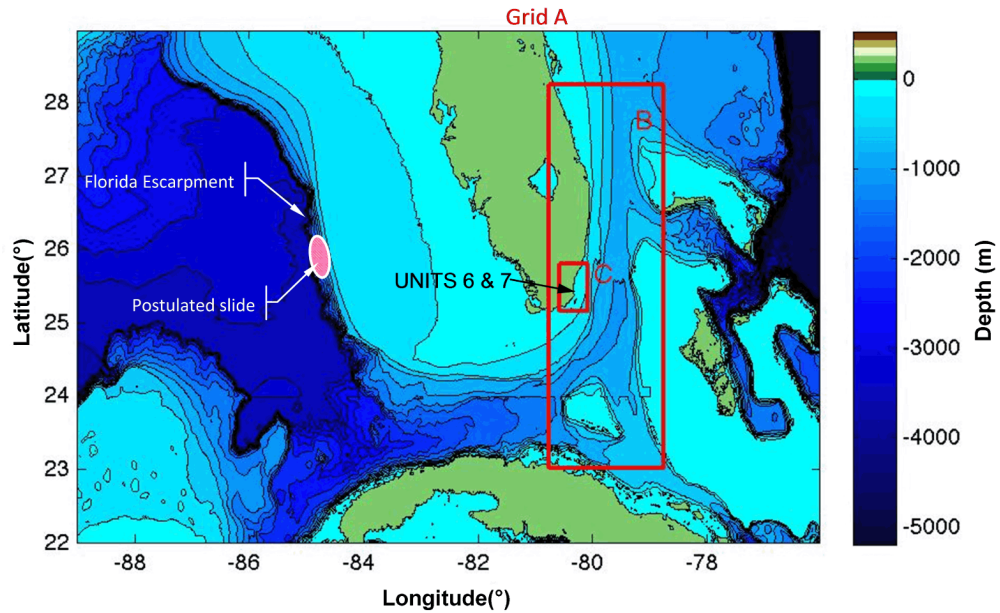 Grid A
28
27
26
25
24
23
22
Latitude(°)
Florida Escarpment
Postulated slide
UNITS 6 & 7
B
C
-88
-86
-84
-82
-80
-78
Longitude(°)
0
-1000
-2000
-3000
-4000
-5000
Depth (m)